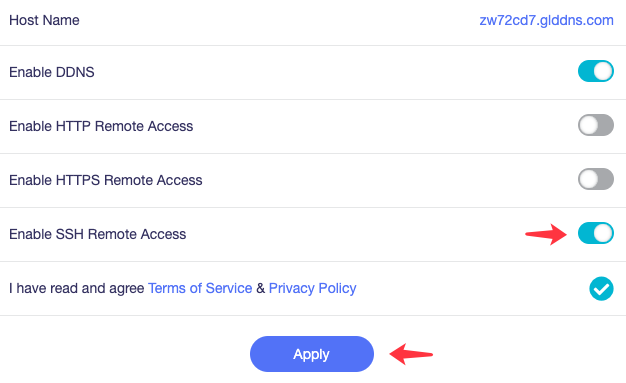 Host Name
zw72cd7.glddns.com
Enable DDNS
Enable HTTP Remote Access
Enable HTTPS Remote Access
Enable SSH Remote Access
I have read and agree Terms of Service & Privacy Policy
Apply